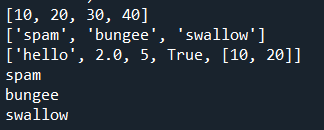 [10, 20, 30, 40]
['spam', 'bungee', 'swallow']
['hello', 2.0, 5, True, [10, 20]]
spam
bungee
swallow